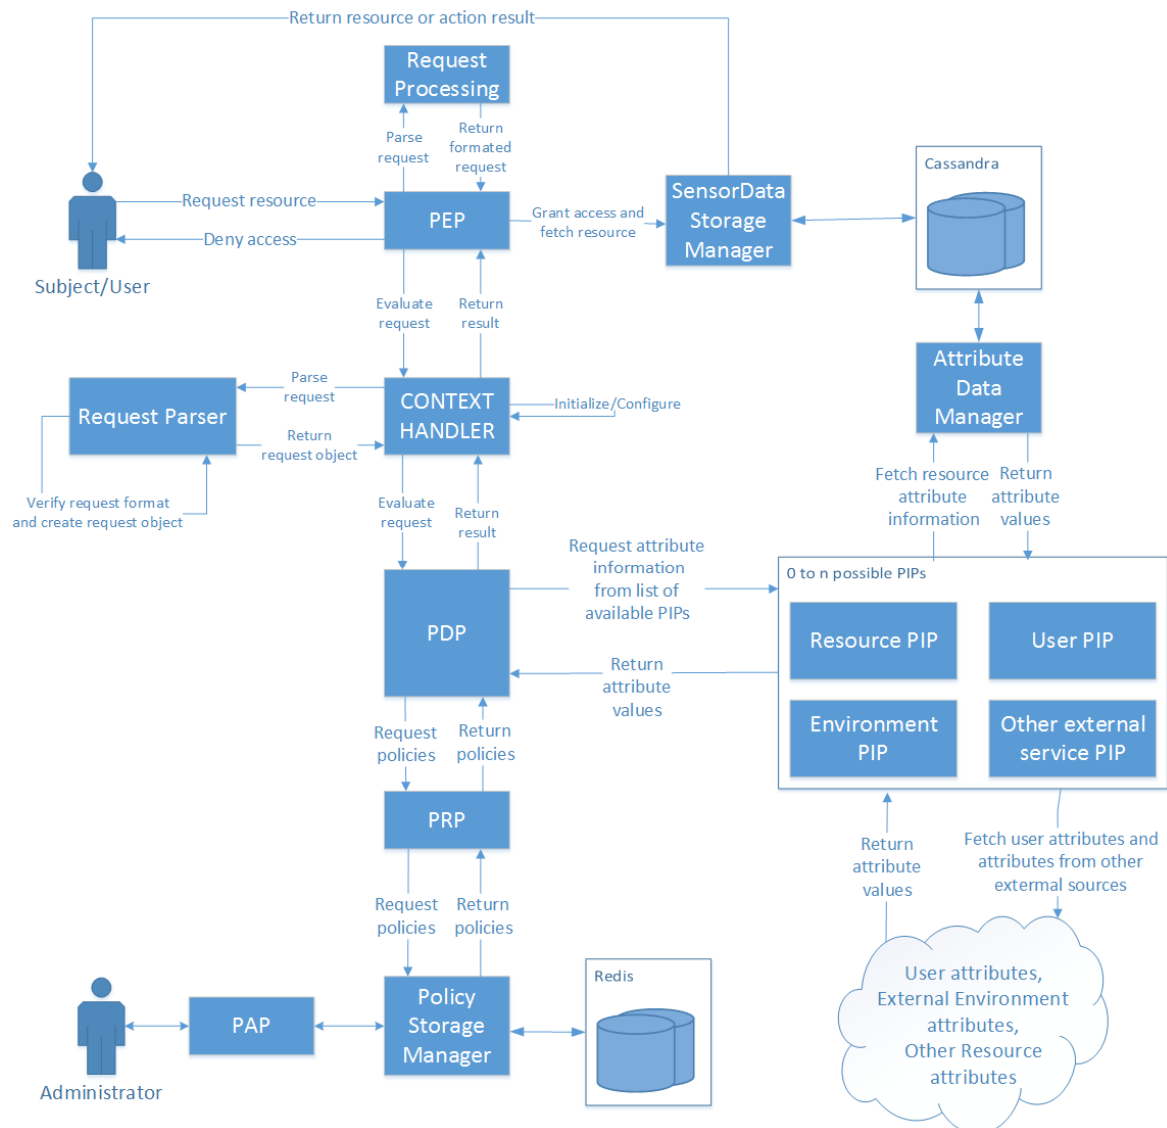 Return resource or action result
Request
Processing
Parse
request
Return
formated
request
Cassandra
SensorData
Storage
Manager
Request resource
PEP
Grant access and
fetch resource
Deny access
Subject/User
Evaluate
request
Return
result
Attribute
Data
Manager
Parse
request
Request Parser
CONTEXT
HANDLER
Initialize/Configure
Return
request object
Fetch resource
attribute
information
Return
attribute
values
Verify request format
and create request object
Evaluate
request
Return
result
Request attribute
information
from list of
available PIPs
0 to n possible PIPs
PDP
Resource PIP
User PIP
Return
attribute
values
Environment
PIP
Other external
service PIP
Request
policies
Return
policies
PRP
Return
attribute
values
Fetch user attributes and
attributes from other
extermal sources
Request
policies
Return
policies
Redis
User attributes,
External Environment
attributes,
Other Resource
attributes
PAP
Policy
Storage
Manager
Administrator